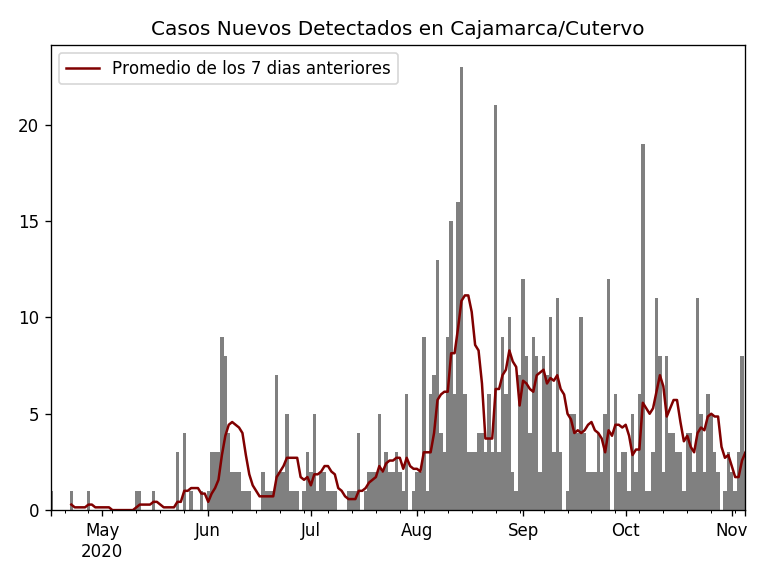 Casos Nuevos Detectados en Cajamarca/Cutervo
Promedio de los 7 dias anteriores
20
15
10
5
0
May Jun Jul Aug Sep Oct Nov
2020